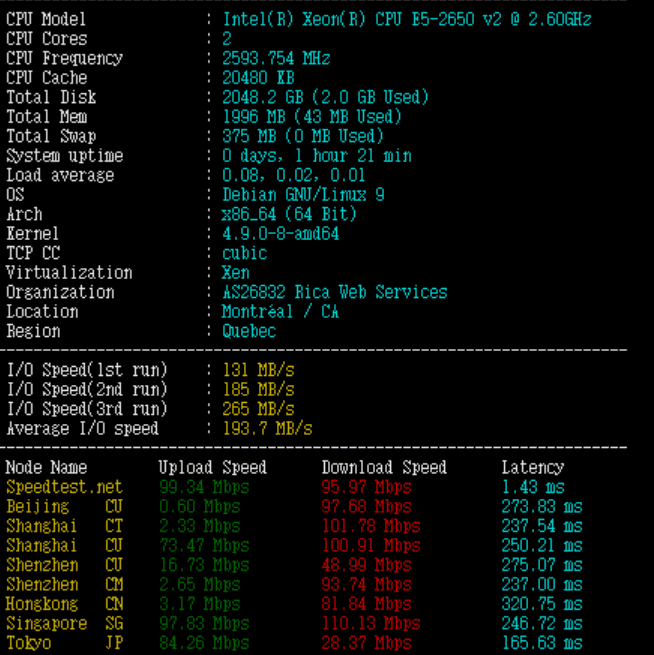 CPU Model : Intel(R) Xeon(R) CPU E5-2650 v2 @ 2.60GHz
CPU Cores : 2
CPU Frequency : 2593.754 MHz
CPU Cache : 20480 KB
Total Disk : 2048.2 GB (2.0 GB Used)
Total Mem : 1996 MB (43 MB Used)
Total Swap : 375 MB (0 MB Used)
System uptime : 0 days, 1 hour 21 min
Load average : 0.08, 0.02, 0.01
OS : Debian GNU/Linux 9
Arch : x86_64 (64 Bit)
Kernel : 4.9.0-8-amd64
TCP CC : cubic
Virtualization : Xen
Organization : AS26832 Rica Web Services
Location : Montréal / CA
Region : Quebec
I/O Speed(1st run) : 131 MB/s
I/O Speed(2nd run) : 185 MB/s
I/O Speed(3rd run) : 265 MB/s
Average I/O speed : 193.7 MB/s
Node Name Upload Speed Download Speed Latency
Speedtest.net 99.34 Mbps 95.97 Mbps 1.43 ms
Beijing CU 0.60 Mbps 97.68 Mbps 273.83 ms
Shanghai CT 2.33 Mbps 101.78 Mbps 237.54 ms
Shanghai CU 73.47 Mbps 100.91 Mbps 250.21 ms
Shenzhen CU 16.73 Mbps 48.99 Mbps 275.07 ms
Shenzhen CM 2.65 Mbps 93.74 Mbps 237.00 ms
Hongkong CN 3.17 Mbps 81.84 Mbps 320.75 ms
Singapore SG 97.83 Mbps 110.13 Mbps 246.72 ms
Tokyo JP 84.26 Mbps 28.37 Mbps 165.63 ms